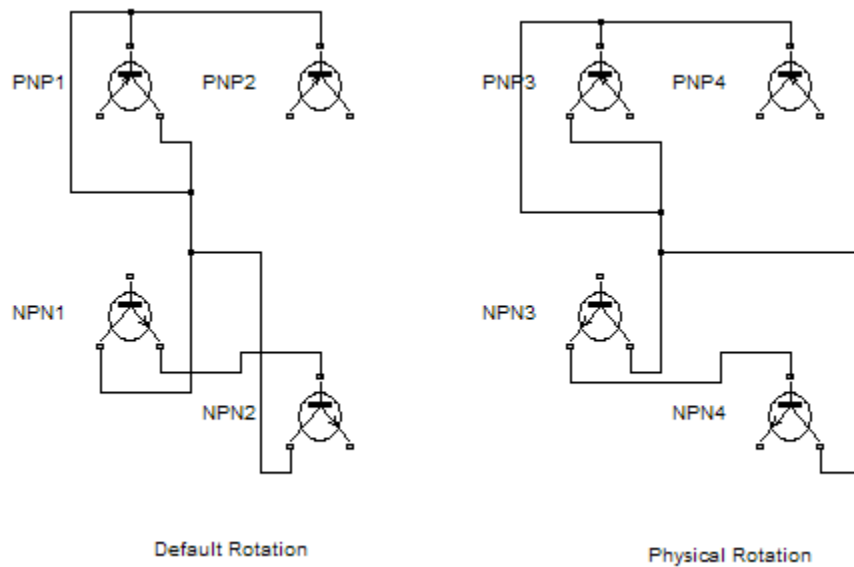 PNP1
PNP2
PNP3
PNP4
NPN1
NPN3
NPN2
NPN4
Default Rotation
Physical Rotation